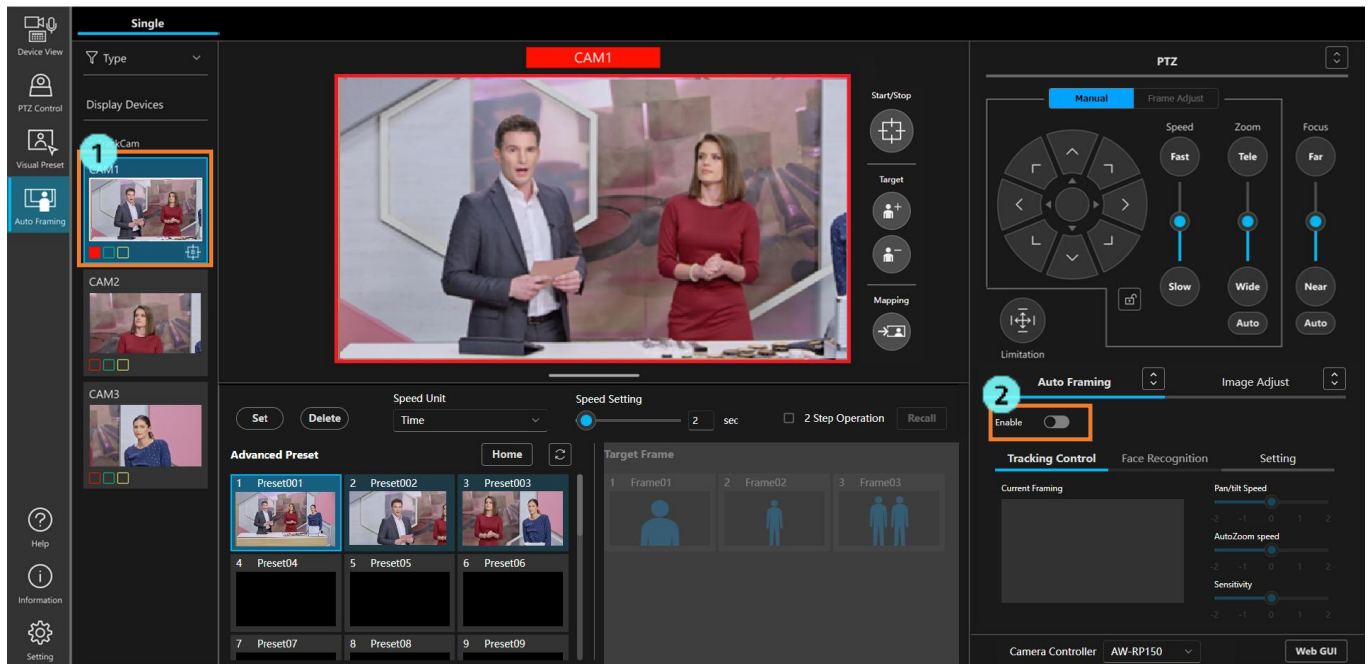 Single
Device View
PTZ Control
Visual Preset
Auto Framing
Help
Information
Setting
Type
Display Devices
1
CAM1
CAM2
CAM3
CAM1
Start/Stop
Target
Mapping
Set
Delete
Speed Unit
Time
Speed Setting
2 sec
2 Step Operation
Recall
Advanced Preset
Home
1 Preset001
2 Preset002
3 Preset003
4 Preset04
5 Preset05
6 Preset06
7 Preset07
8 Preset08
9 Preset09
Target Frame
1 Frame01
2 Frame02
3 Frame03
PTZ
Manual
Frame Adjust
Speed
Zoom
Focus
Fast
Tele
Far
Slow
Wide
Near
Auto
Auto
Limitation
2
Auto Framing
Image Adjust
Enable
Tracking Control
Face Recognition
Setting
Current Framing
Pan/tilt Speed
-2 -1 0 1 2
AutoZoom speed
-2 -1 0 1 2
Sensitivity
-2 -1 0 1 2
Camera Controller
AW-RP150
Web GUI